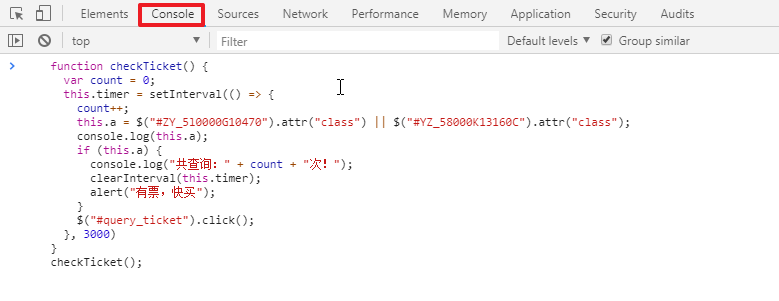 Elements Console Sources Network Performance Memory Application Security Audits
top Filter Default levels Group similar
function checkTicket() {
var count = 0;
this.timer = setInterval(() => {
count++;
this.a = $("#ZY_5l0000G10470").attr("class") || $("#YZ_58000K13160C").attr("class");
console.log(this.a);
if (this.a) {
console.log("共查询：" + count + "次！");
clearInterval(this.timer);
alert("有票，快买");
}
$("#query_ticket").click();
}, 3000)
}
checkTicket();